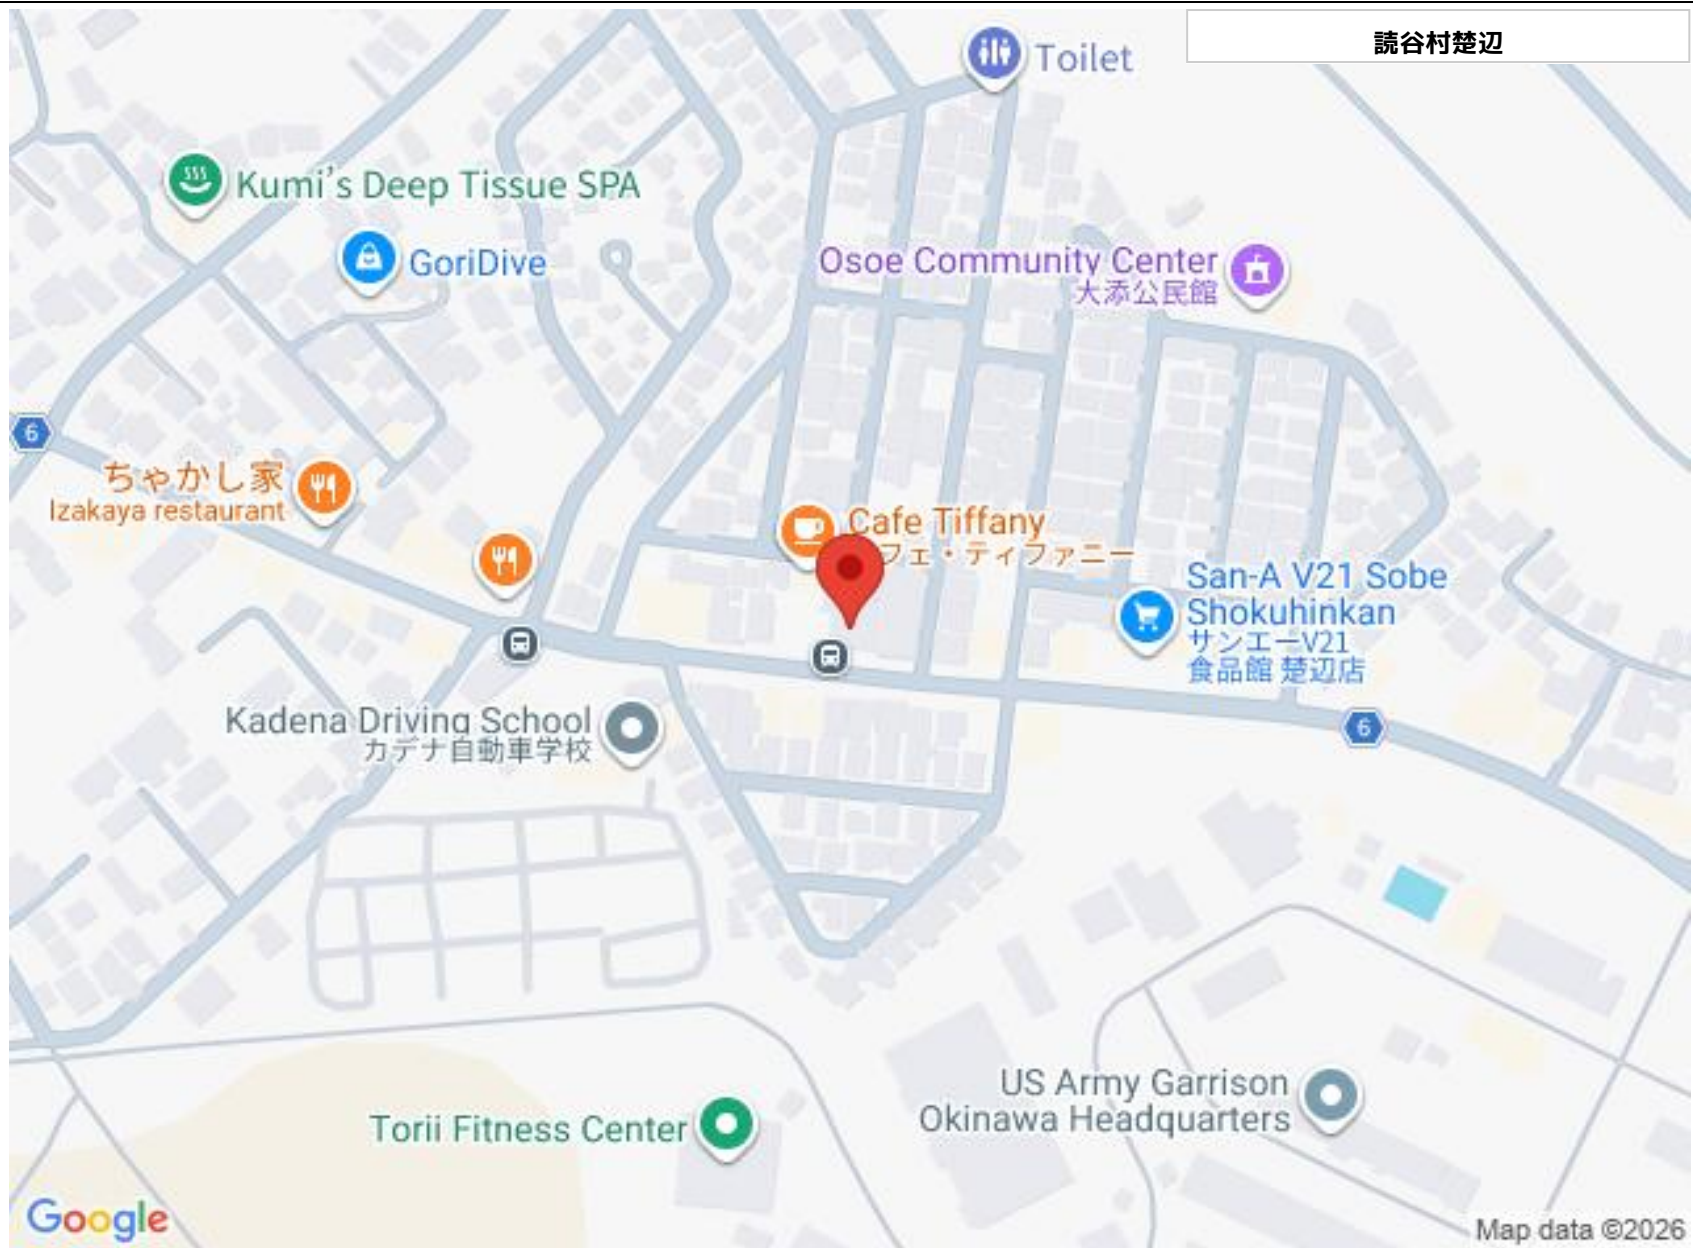 読谷村楚辺
Toilet
Kumi's Deep Tissue SPA
GoriDive
Osoe Community Center
大添公民館
6
ちゃかし家
Izakaya restaurant
Cafe Tiffany
フェ・ティファニー
San-A V21 Sobe
Shokuhinkan
サンエーV21
食品館 楚辺店
Kadena Driving School
カデナ自動車学校
6
US Army Garrison
Okinawa Headquarters
Torii Fitness Center
Google
Map data ©2026